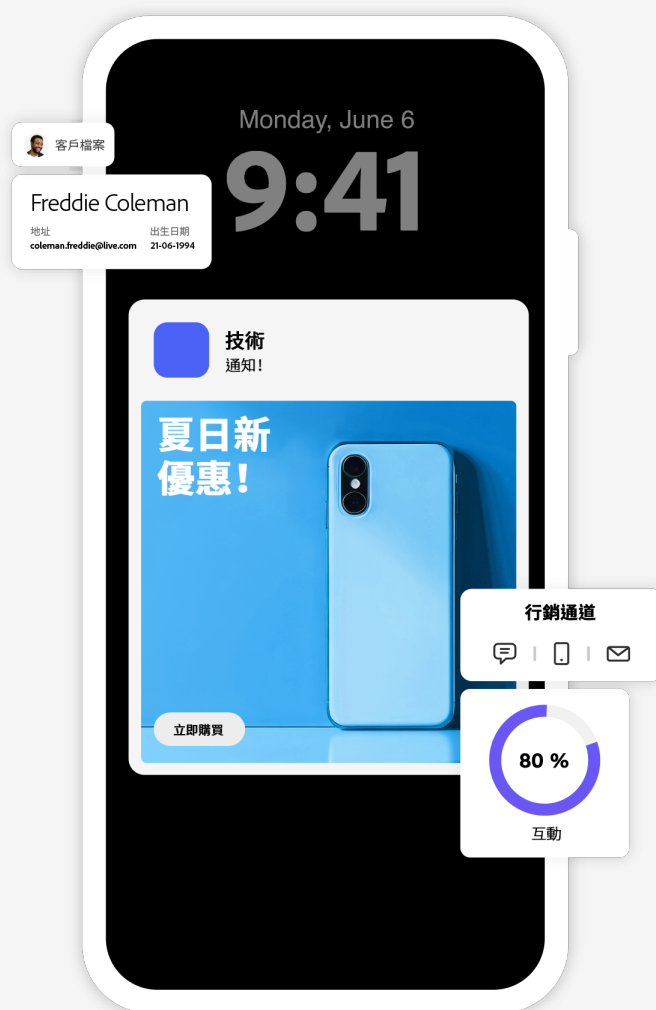 Monday, June 6
9:41
客戶檔案
Freddie Coleman
地址
出生日期
coleman.freddie@live.com
21-06-1994
技術
通知!
夏日新
優惠!
立即購買
行銷通道
80 %
互動